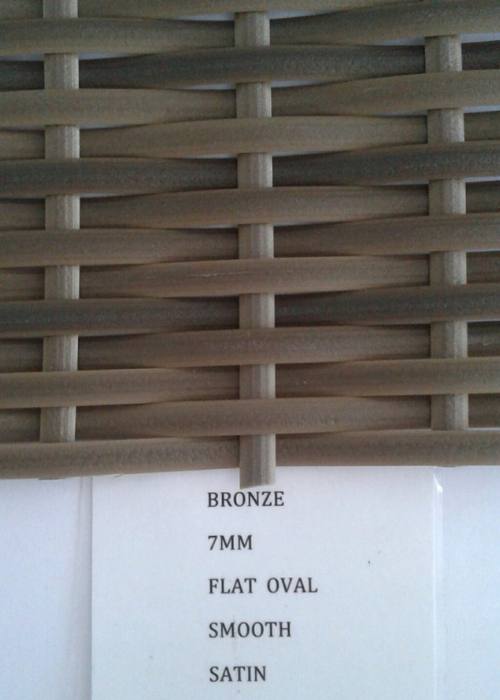 BRONZE
7MM
FLAT OVAL
SMOOTH
SATIN